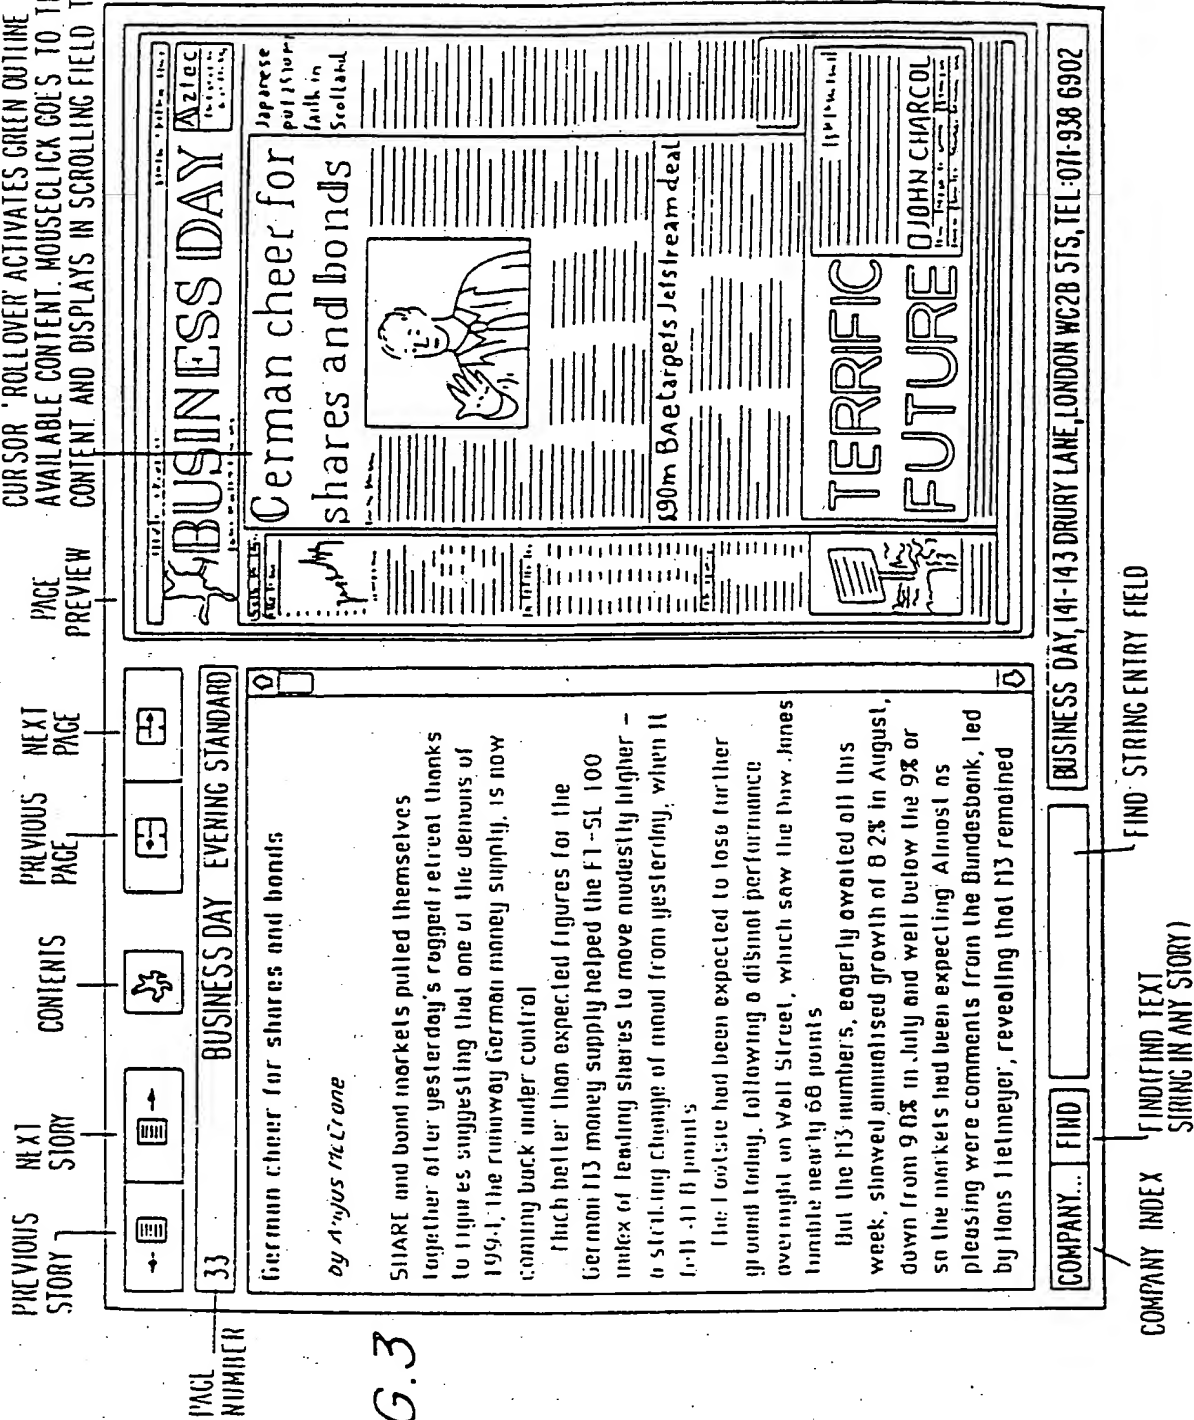 CURSOR 'ROLLOVER' ACTIVATES GREEN OUTLINE
AVAILABLE CONTENT. MOUSECLICK GOES TO
CONTENT AND DISPLAYS IN SCROLLING FIELD
PREVIOUS
STORY
NEXT
STORY
CONTENTS
PREVIOUS
PAGE
NEXT
PAGE
PAGE
PREVIEW
PAGE
NUMBER
33 BUSINESS DAY EVENING STANDARD
German cheer for shares and bonds
by Angus McCrone
SHARE and bond markets pulled themselves
together after yesterday's ragged retreat thanks
to figures suggesting that one of the demons of
1994, the runaway German money supply, is now
coming back under control
Much better than expected figures for the
German M3 money supply helped the FT-SE 100
index of leading shares to move modestly higher -
a striking change of mood from yesterday, when it
fell points
The Footsie had been expected to lose further
ground today, following a dismal performance
overnight on Wall Street, which saw the Dow Jones
tumble nearly 68 points
But the M3 numbers, eagerly awaited all this
week, showed annualised growth of 8 2% in August,
down from 9 8% in July and well below the 9% or
so the markets had been expecting Almost as
pleasing were comments from the Bundesbank, led
by Hans Tietmeyer, revealing that M3 remained
BUSINESS DAY
Aztec
German cheer for
shares and bonds
Japanese
put
faith in
Scotland
£90m BAe targets Jetstream deal
TERRIFIC
FUTURE
JOHN CHARCOL
COMPANY... FIND
BUSINESS DAY, 141-143 DRURY LANE, LONDON WC2B 5TS, TEL:071-938 6902
COMPANY INDEX
FIND(FIND TEXT
STRING IN ANY STORY)
FIND STRING ENTRY FIELD
G.3